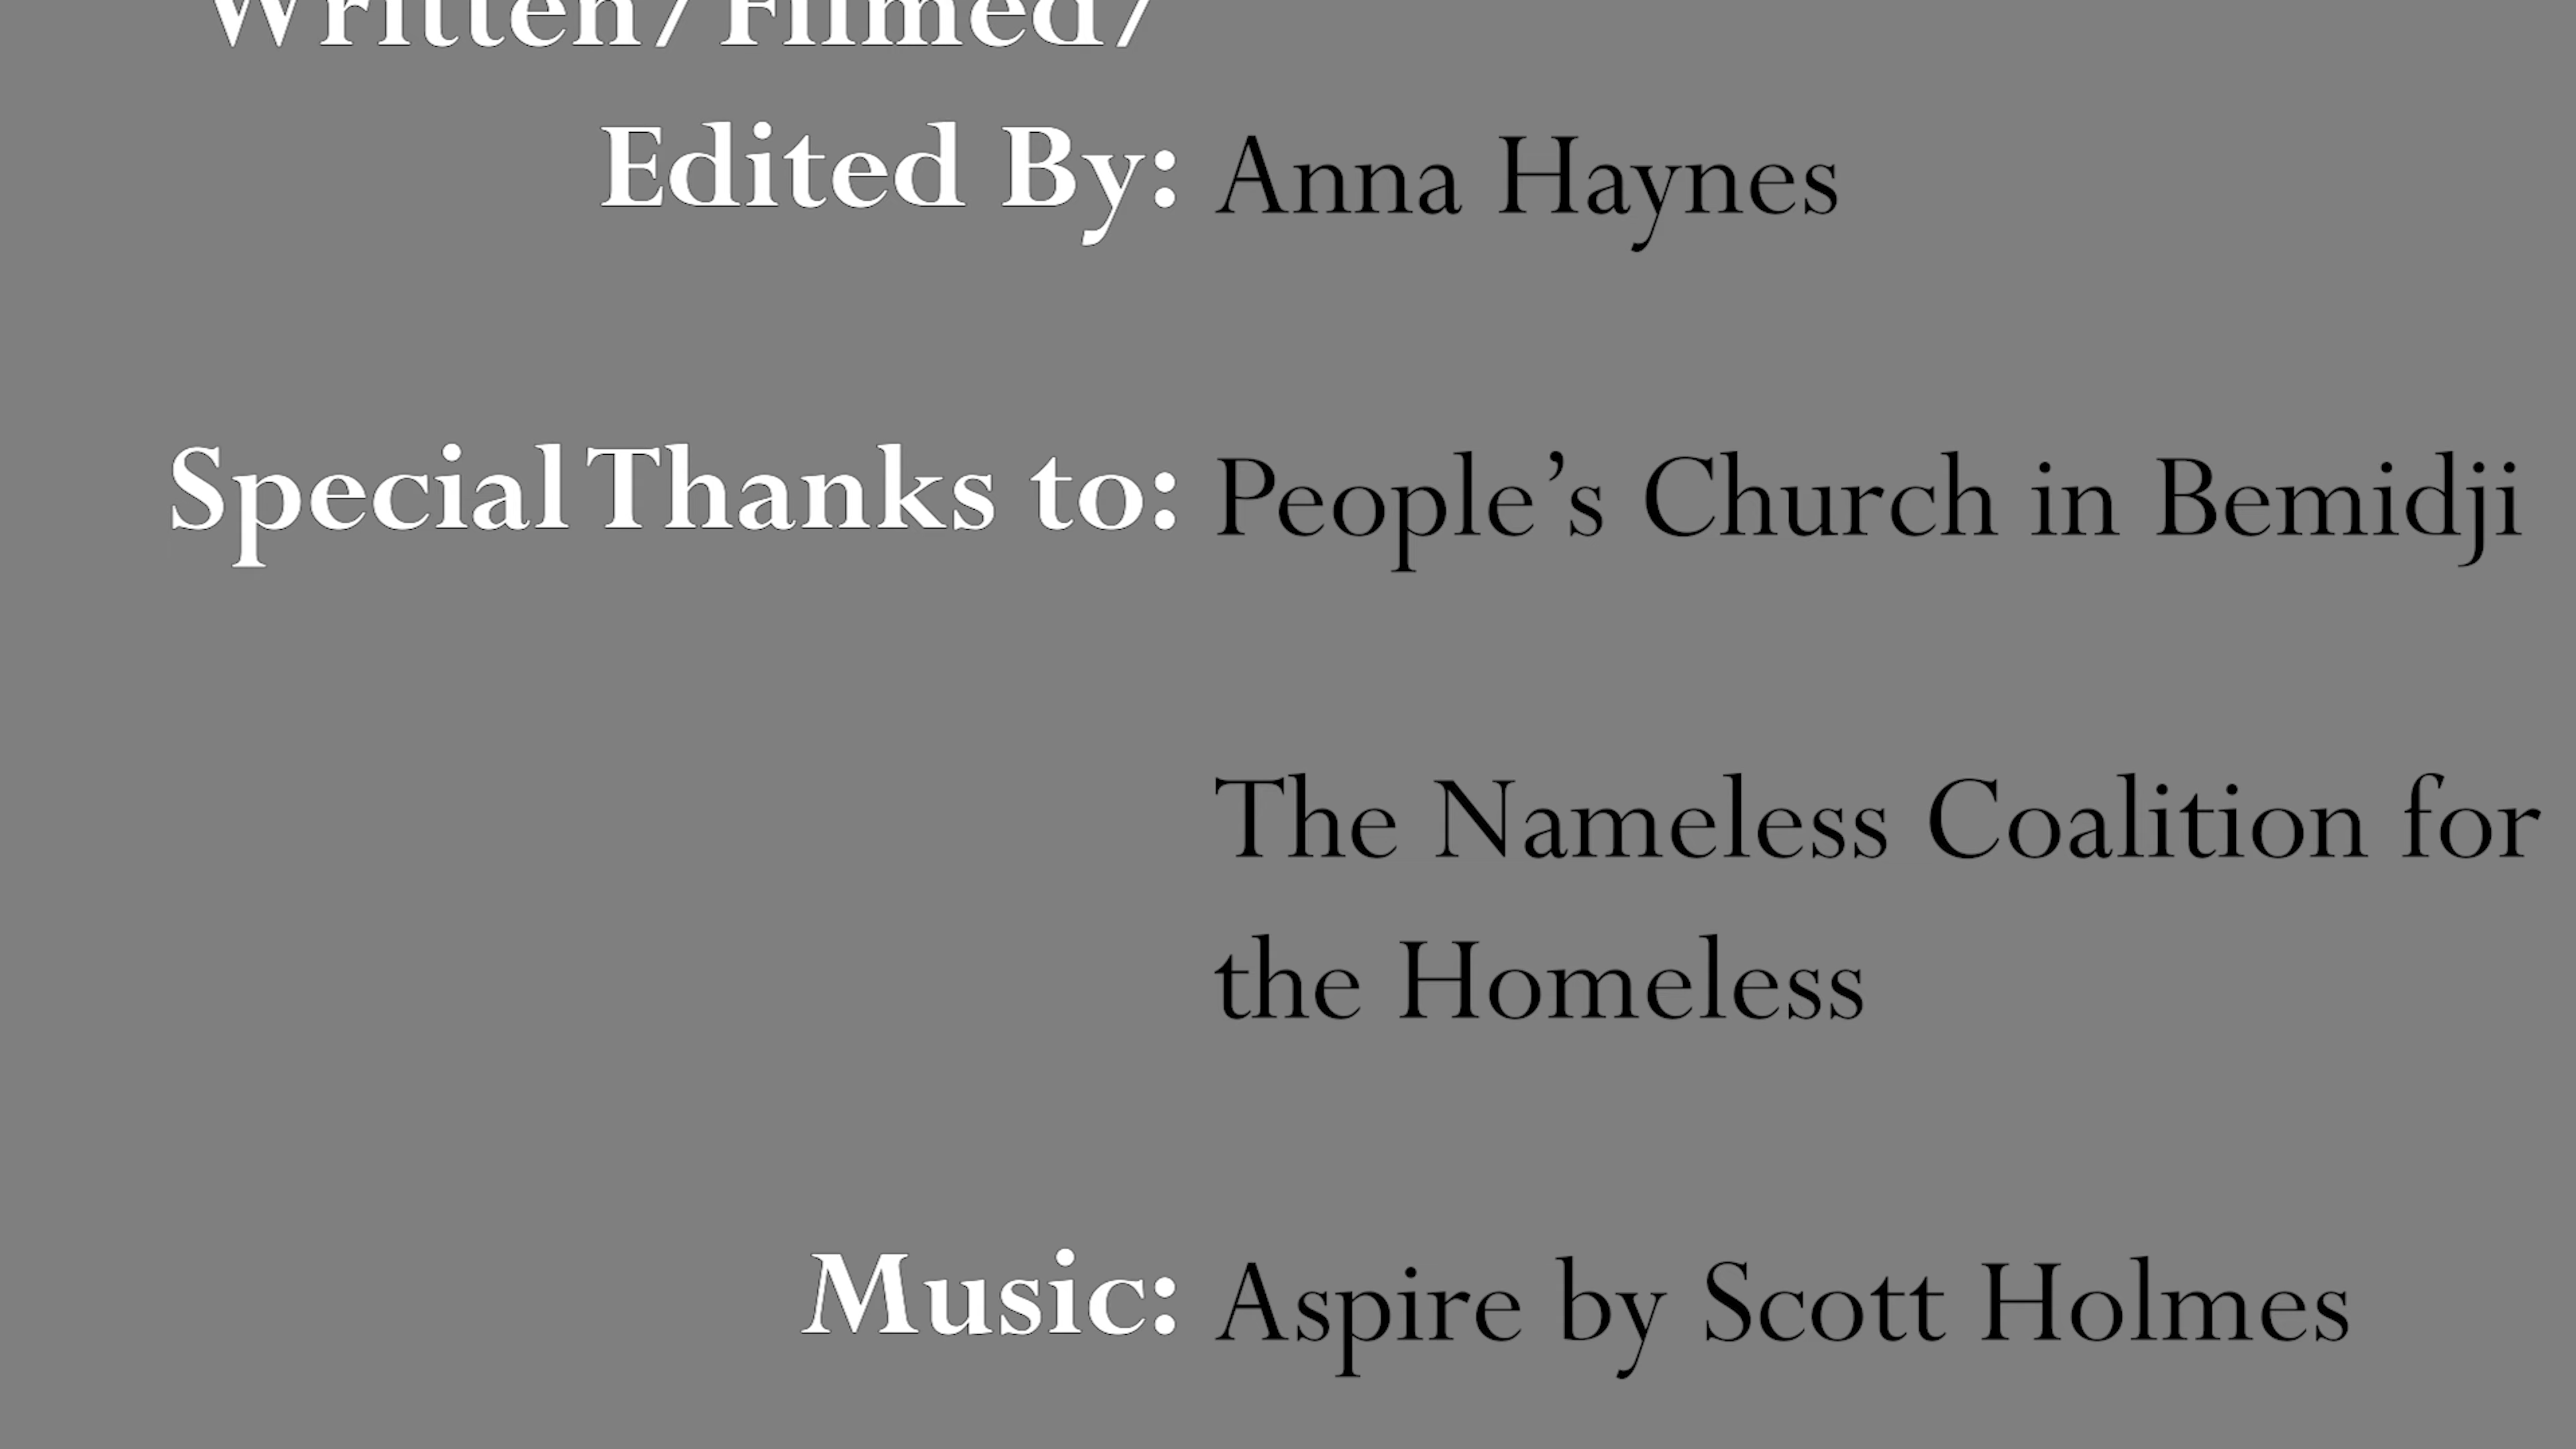 Written/Filmed/
Edited By: Anna Haynes
Special Thanks to: People’s Church in Bemidji
The Nameless Coalition for
the Homeless
Music: Aspire by Scott Holmes